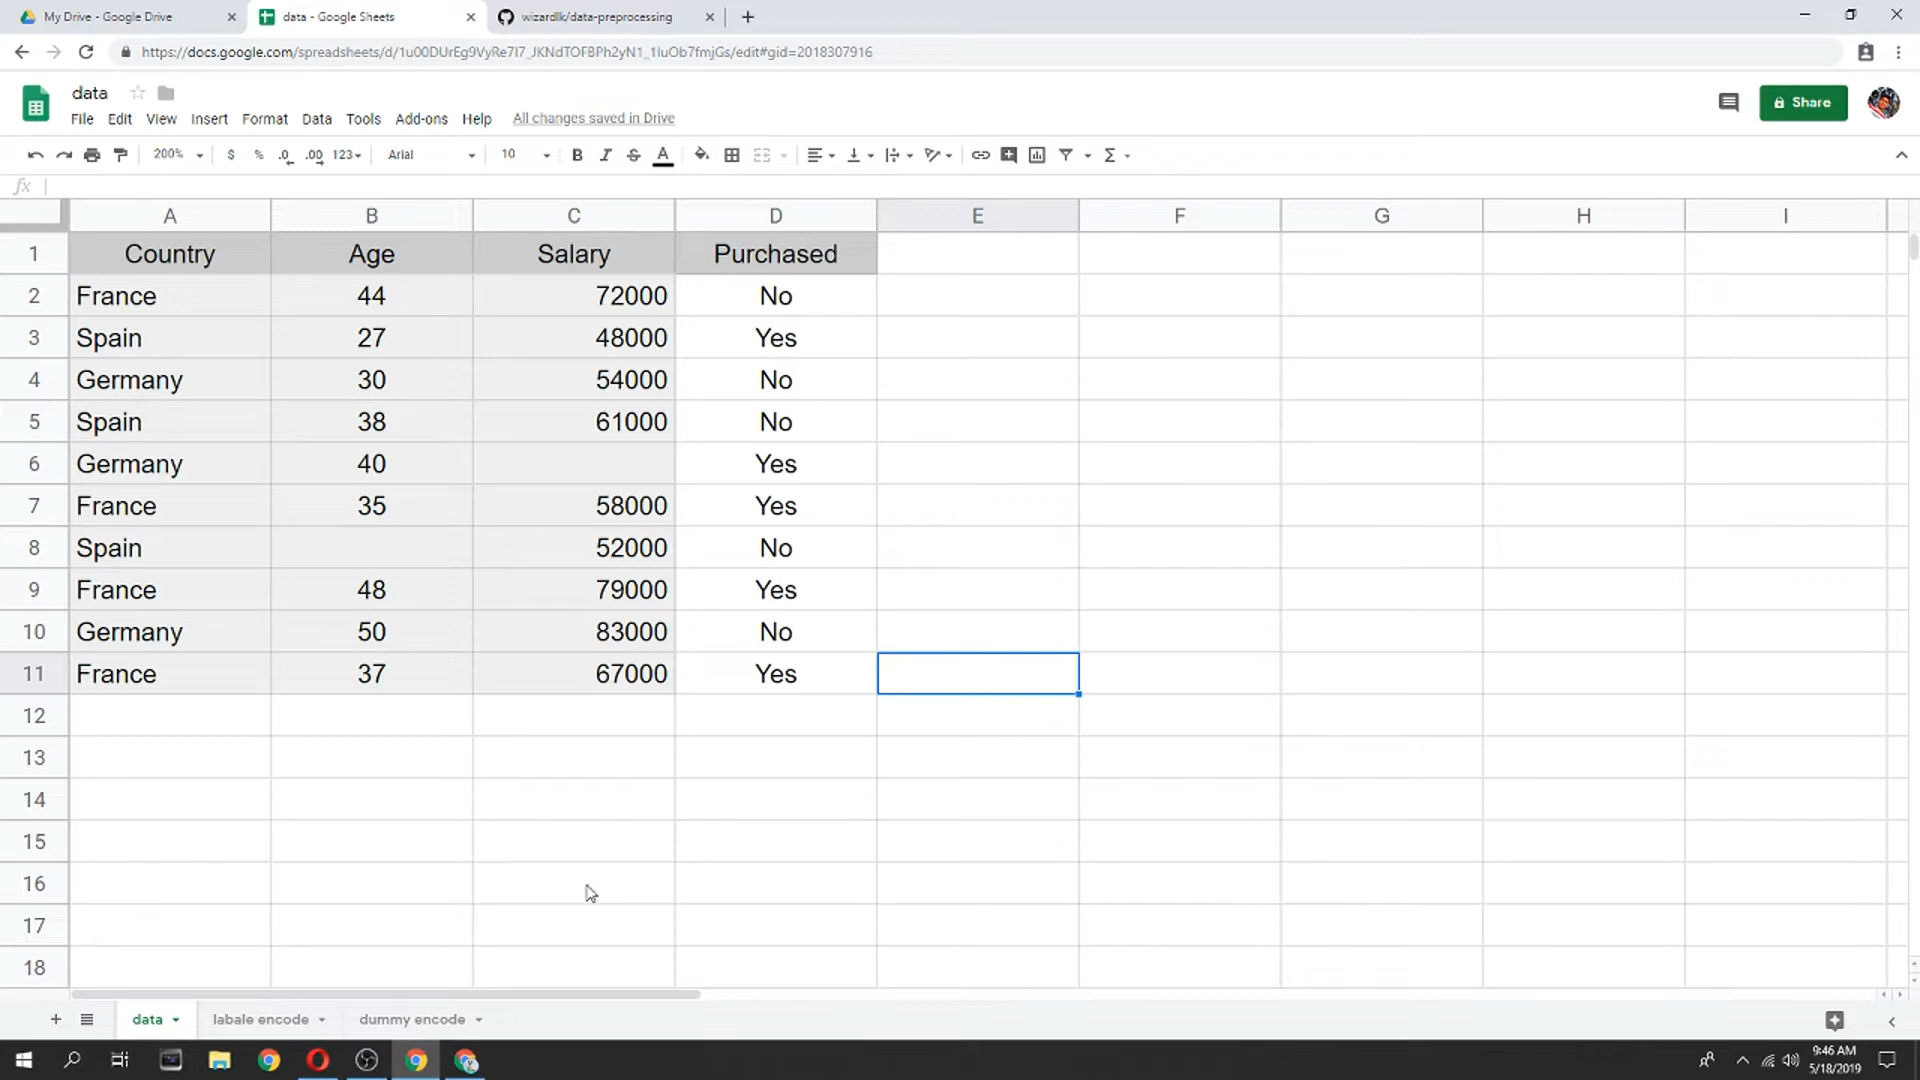 My Drive - Google Drive
data - Google Sheets
wizardlk/data-preprocessing
https://docs.google.com/spreadsheets/d/1u00DUrEg9VyRe7I7_JKNdTOFBPh2yN1_1IuOb7fmjGs/edit#gid=2018307916
data
File Edit View Insert Format Data Tools Add-ons Help All changes saved in Drive
Share
200% $ % .0 .00 123 Arial 10 B I S A Σ
fx
A B C D E F G H I
1 Country Age Salary Purchased
2 France 44 72000 No
3 Spain 27 48000 Yes
4 Germany 30 54000 No
5 Spain 38 61000 No
6 Germany 40 Yes
7 France 35 58000 Yes
8 Spain 52000 No
9 France 48 79000 Yes
10 Germany 50 83000 No
11 France 37 67000 Yes
12
13
14
15
16
17
18
data labale encode dummy encode
9:46 AM
5/18/2019